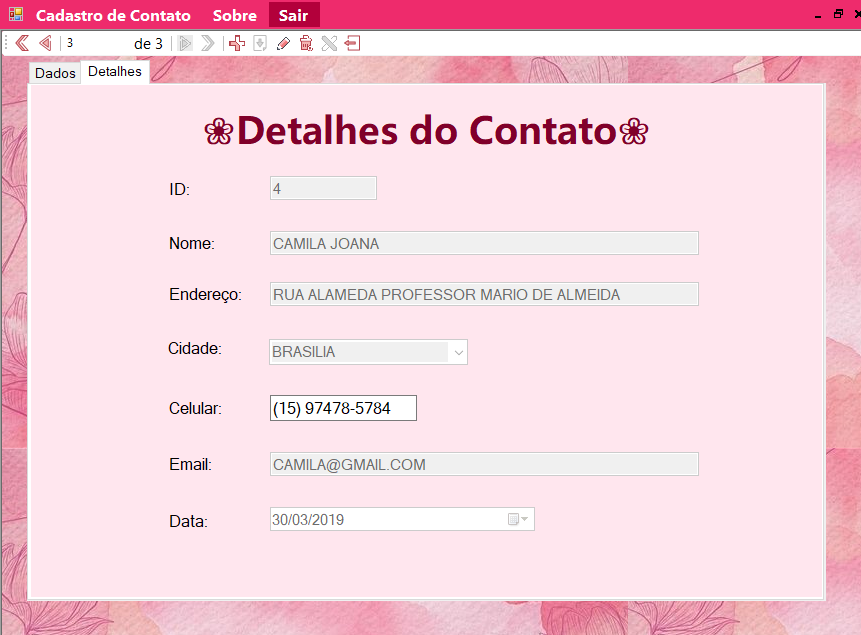 Cadastro de Contato Sobre Sair
3 de 3
Dados Detalhes
❀Detalhes do Contato❀
ID: 4
Nome: CAMILA JOANA
Endereço: RUA ALAMEDA PROFESSOR MARIO DE ALMEIDA
Cidade: BRASILIA
Celular: (15) 97478-5784
Email: CAMILA@GMAIL.COM
Data: 30/03/2019